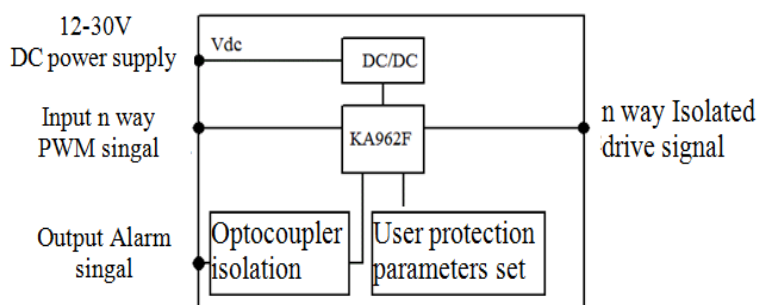 12-30V
DC power supply
Vdc
DC/DC
Input n way
PWM singal
KA962F
n way Isolated
drive signal
Output Alarm
singal
Optocoupler
isolation
User protection
parameters set